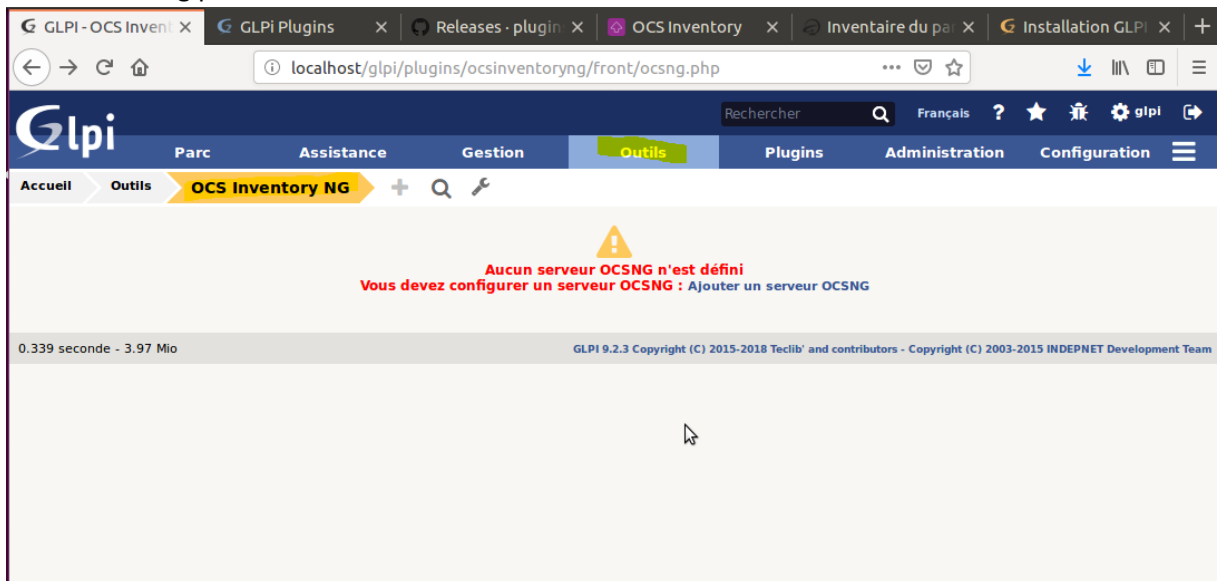 GLPI - OCS Invent
GLPi Plugins
Releases · plugin
OCS Inventory
Inventaire du par
Installation GLPI
localhost/glpi/plugins/ocsinventoryng/front/ocsng.php
Glpi
Rechercher
Français
?
glpi
Parc
Assistance
Gestion
Outils
Plugins
Administration
Configuration
Accueil
Outils
OCS Inventory NG
Aucun serveur OCSNG n'est défini
Vous devez configurer un serveur OCSNG : Ajouter un serveur OCSNG
0.339 seconde - 3.97 Mio
GLPI 9.2.3 Copyright (C) 2015-2018 Teclib' and contributors - Copyright (C) 2003-2015 INDEPNET Development Team